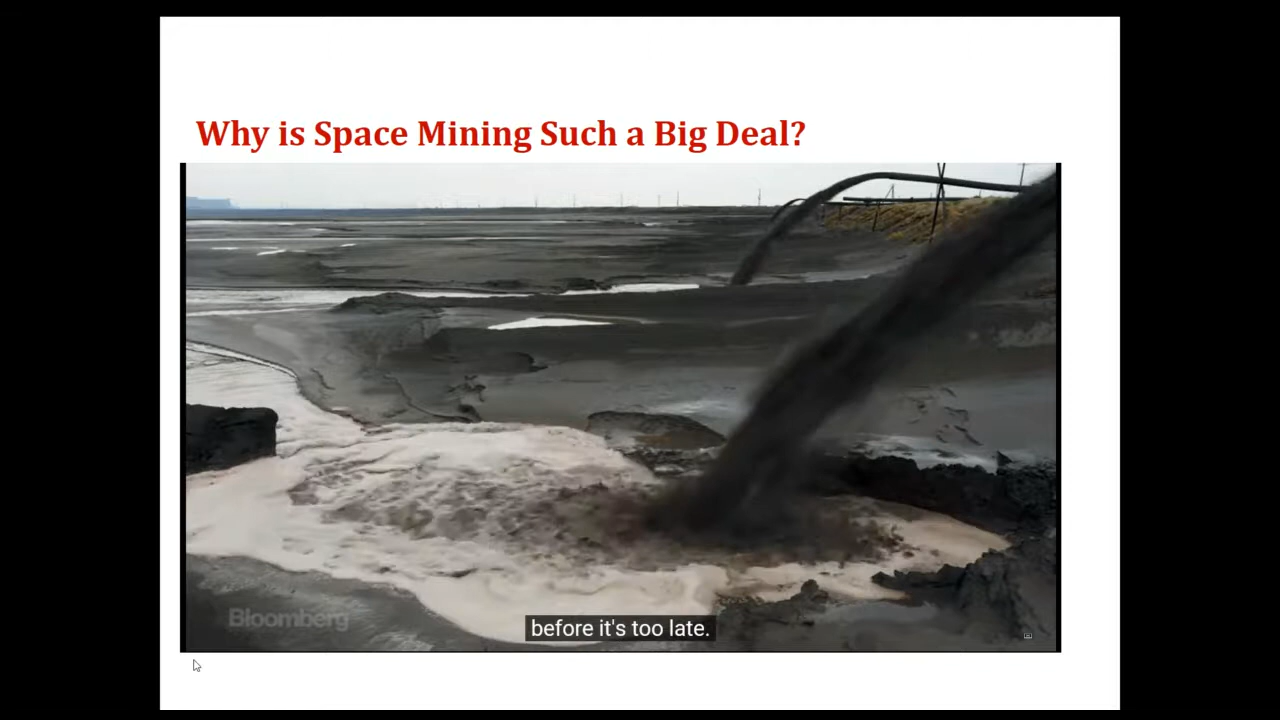 Why is Space Mining Such a Big Deal?
Bloomberg
before it's too late.